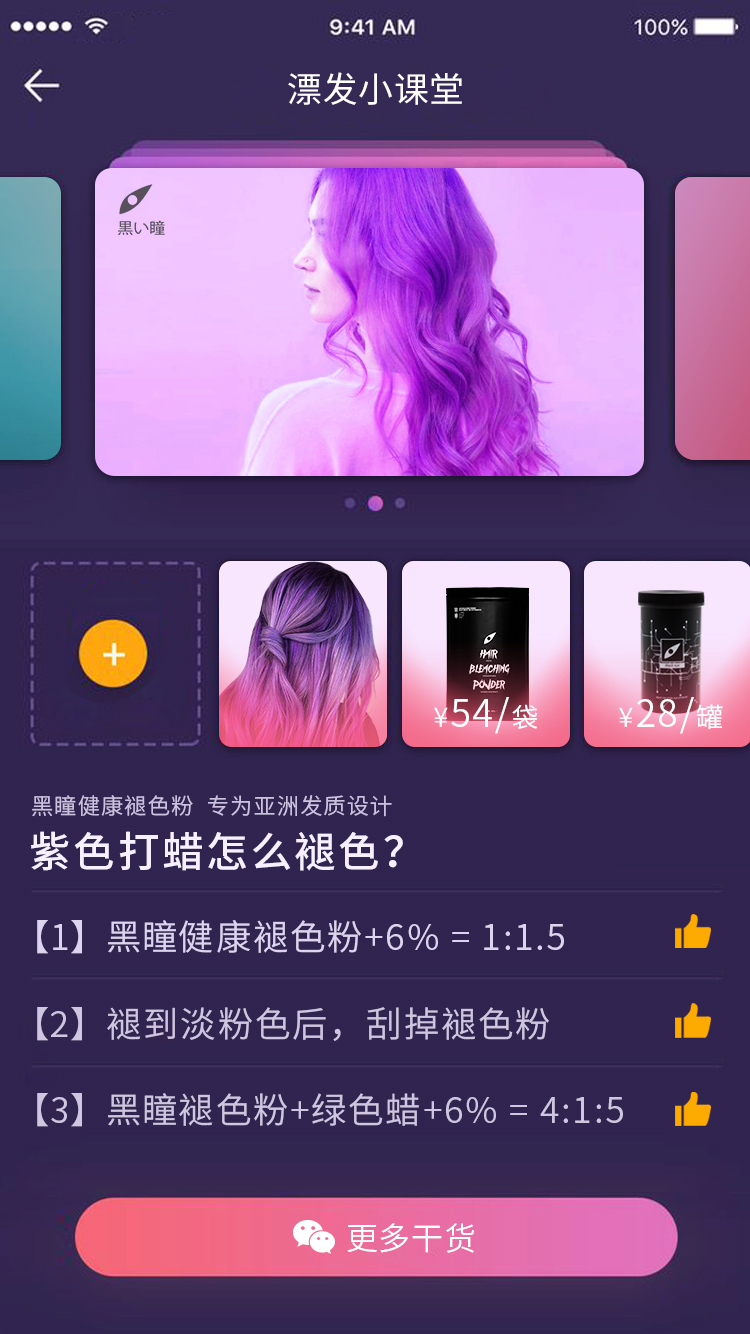 9:41 AM
100%
漂发小课堂
黒い瞳
HAIR
BLEACHING
POWDER
¥54/袋
¥28/罐
黑瞳健康褪色粉 专为亚洲发质设计
紫色打蜡怎么褪色?
【1】黑瞳健康褪色粉+6% = 1:1.5
【2】褪到淡粉色后，刮掉褪色粉
【3】黑瞳褪色粉+绿色蜡+6% = 4:1:5
更多干货